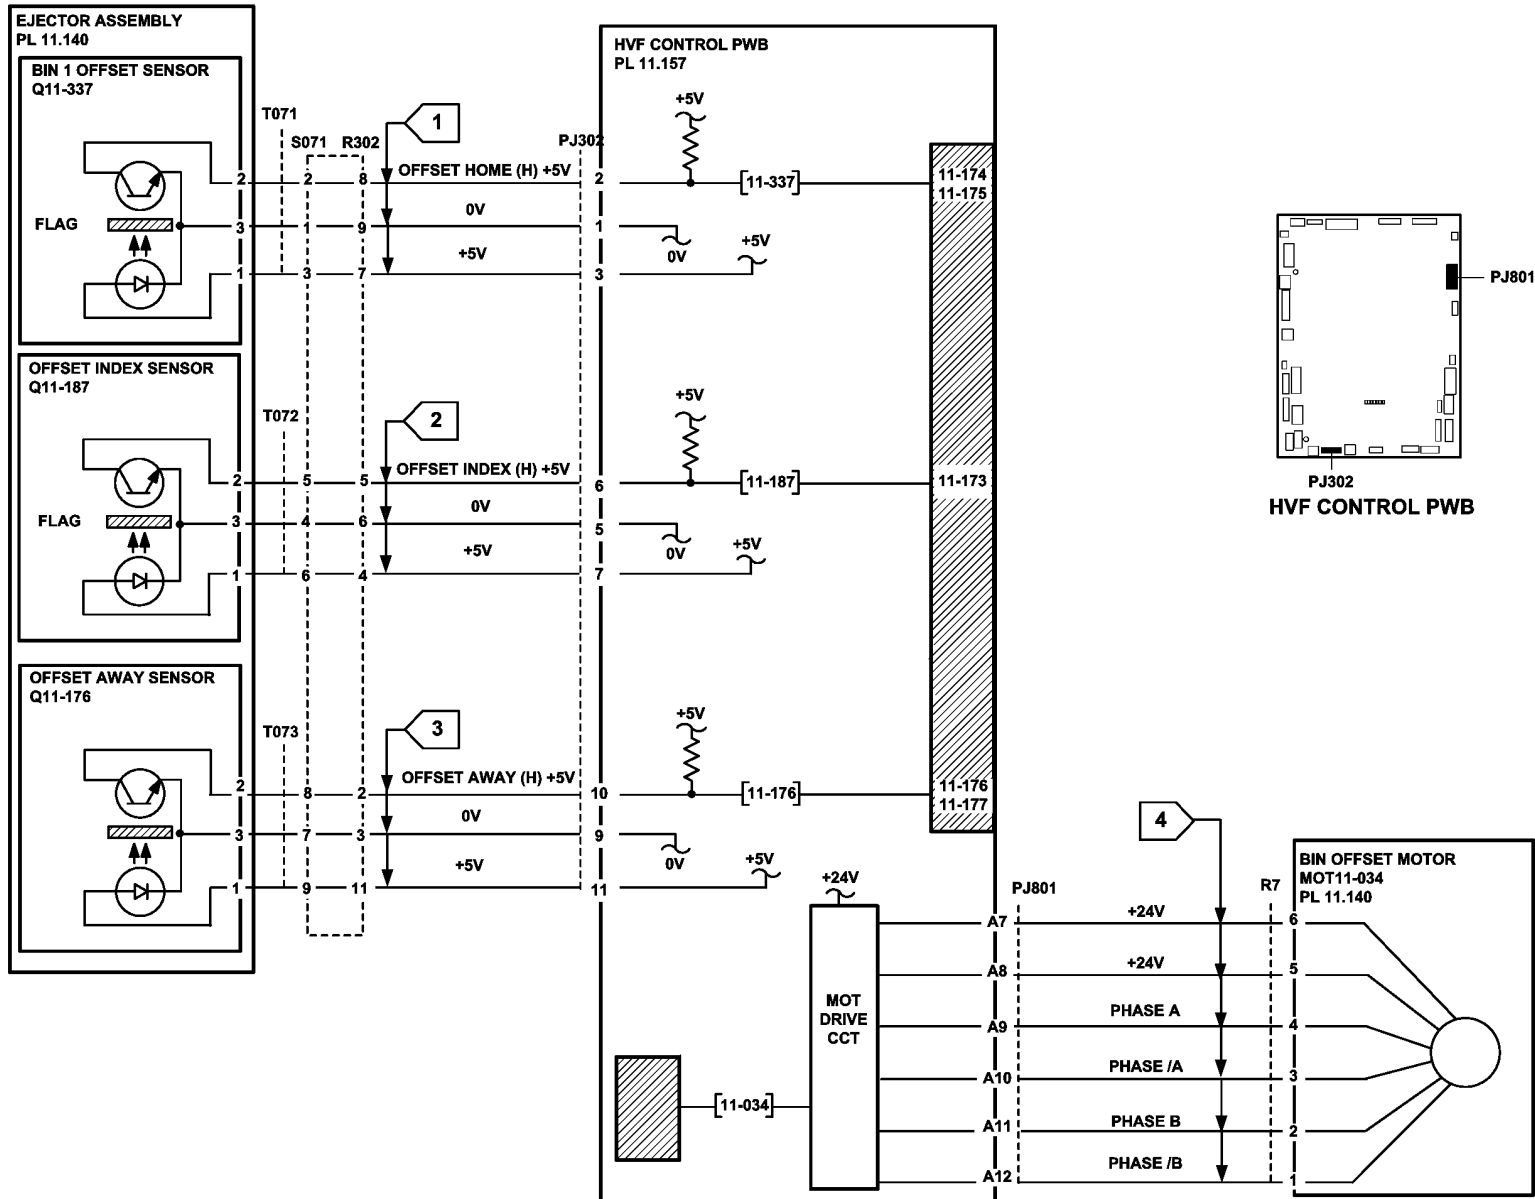 EJECTOR ASSEMBLY
PL 11.140
BIN 1 OFFSET SENSOR
Q11-337
FLAG
2
3
1
T071
S071 R302
2 8
1 9
3 7
1
OFFSET HOME (H) +5V
0V
+5V
PJ302
2
1
3
HVF CONTROL PWB
PL 11.157
+5V
[11-337]
0V
+5V
11-174
11-175
OFFSET INDEX SENSOR
Q11-187
FLAG
2
3
1
T072
5 5
4 6
6 4
2
OFFSET INDEX (H) +5V
0V
+5V
6
5
7
+5V
[11-187]
0V
+5V
11-173
OFFSET AWAY SENSOR
Q11-176
2
3
1
T073
8 2
7 3
9 11
3
OFFSET AWAY (H) +5V
0V
+5V
10
9
11
+5V
[11-176]
0V
+5V
11-176
11-177
PJ801
PJ302
HVF CONTROL PWB
[11-034]
+24V
MOT
DRIVE
CCT
PJ801
A7
A8
A9
A10
A11
A12
4
+24V
+24V
PHASE A
PHASE /A
PHASE B
PHASE /B
R7
6
5
4
3
2
1
BIN OFFSET MOTOR
MOT11-034
PL 11.140